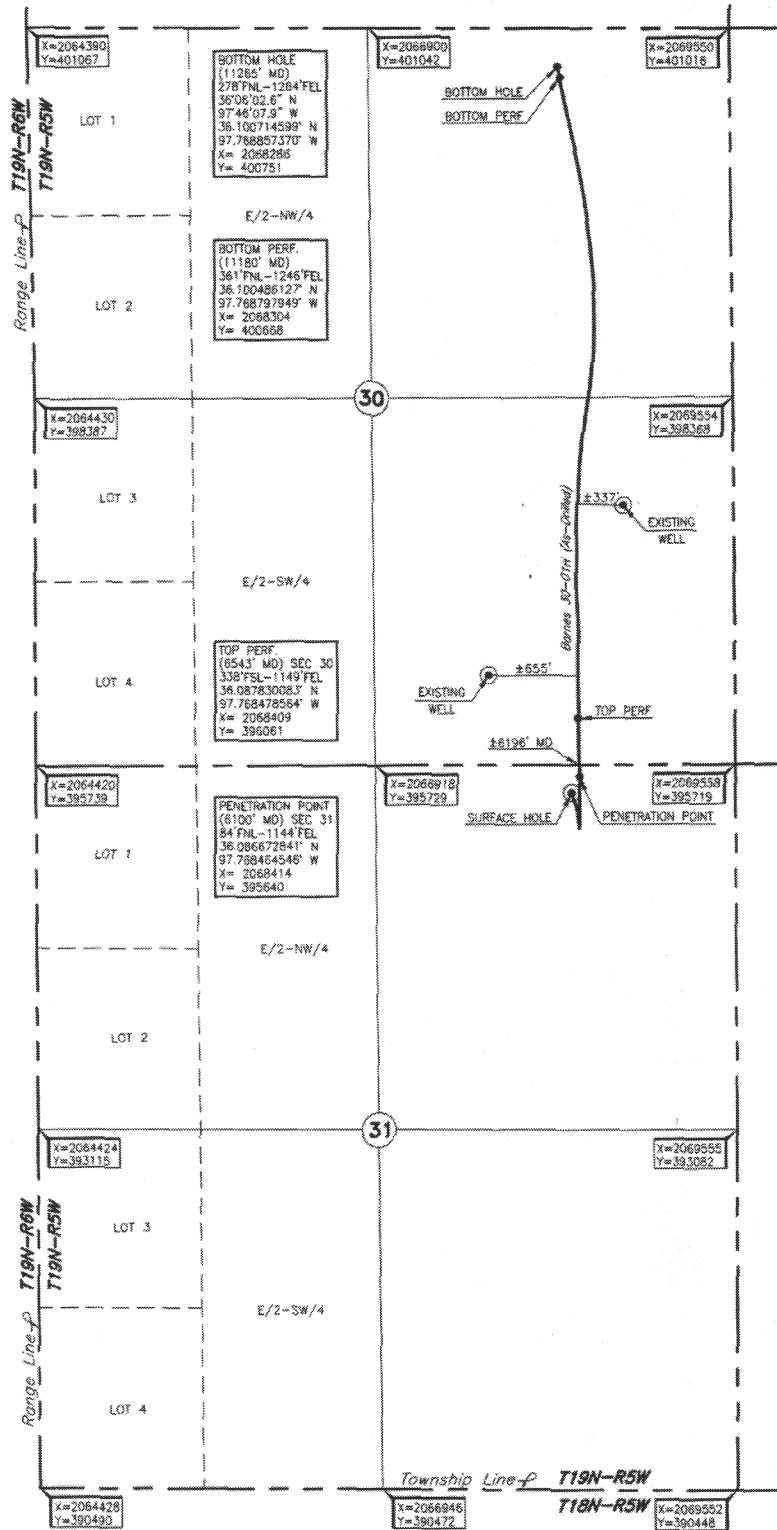 X=2064390
Y=401067
X=2066900
Y=401042
X=2069550
Y=401018
BOTTOM HOLE
(11265' MD)
278'FNL-1264'FEL
36°06'02.6" N
97°46'07.9" W
36.100714599° N
97.768857370° W
X= 2068286
Y= 400751
BOTTOM HOLE
BOTTOM PERF
T19N-R6W
T19N-R5W
LOT 1
E/2-NW/4
Range Line
LOT 2
BOTTOM PERF.
(11180' MD)
361'FNL-1246'FEL
36.100486127° N
97.768797949° W
X= 2068304
Y= 400668
30
X=2064430
Y=398387
X=2069554
Y=398368
LOT 3
±337'
EXISTING
WELL
Barnes 30-OTH (As-Drilled)
E/2-SW/4
LOT 4
TOP PERF.
(6543' MD) SEC 30
338'FSL-1149'FEL
36.087830083° N
97.768478564° W
X= 2068409
Y= 396061
±655'
EXISTING
WELL
TOP PERF
±6196' MD
X=2064420
Y=395739
X=2066918
Y=395729
X=2069558
Y=395719
SURFACE HOLE
PENETRATION POINT
PENETRATION POINT
(6100' MD) SEC 31
84'FNL-1144'FEL
36.086672841° N
97.768464546° W
X= 2068414
Y= 395640
LOT 1
E/2-NW/4
LOT 2
31
X=2064424
Y=393115
X=2069555
Y=393082
T19N-R6W
T19N-R5W
LOT 3
E/2-SW/4
Range Line
LOT 4
Township Line
T19N-R5W
T18N-R5W
X=2064428
Y=390490
X=2066946
Y=390472
X=2069552
Y=390448